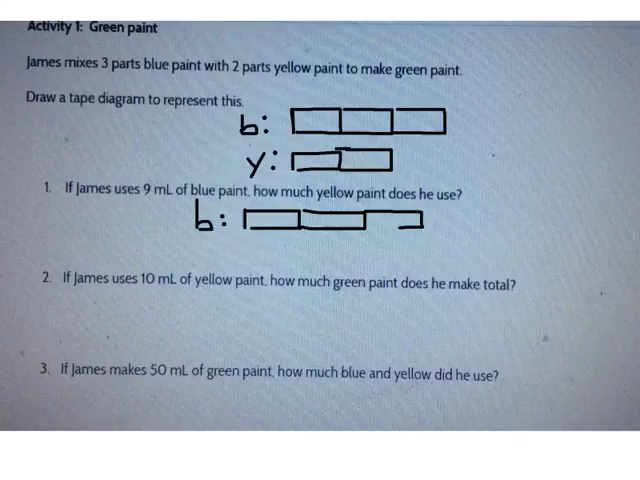 Activity 1: Green paint
James mixes 3 parts blue paint with 2 parts yellow paint to make green paint.
Draw a tape diagram to represent this.
b:
y:
1. If James uses 9 mL of blue paint, how much yellow paint does he use?
b:
2. If James uses 10 mL of yellow paint, how much green paint does he make total?
3. If James makes 50 mL of green paint, how much blue and yellow did he use?